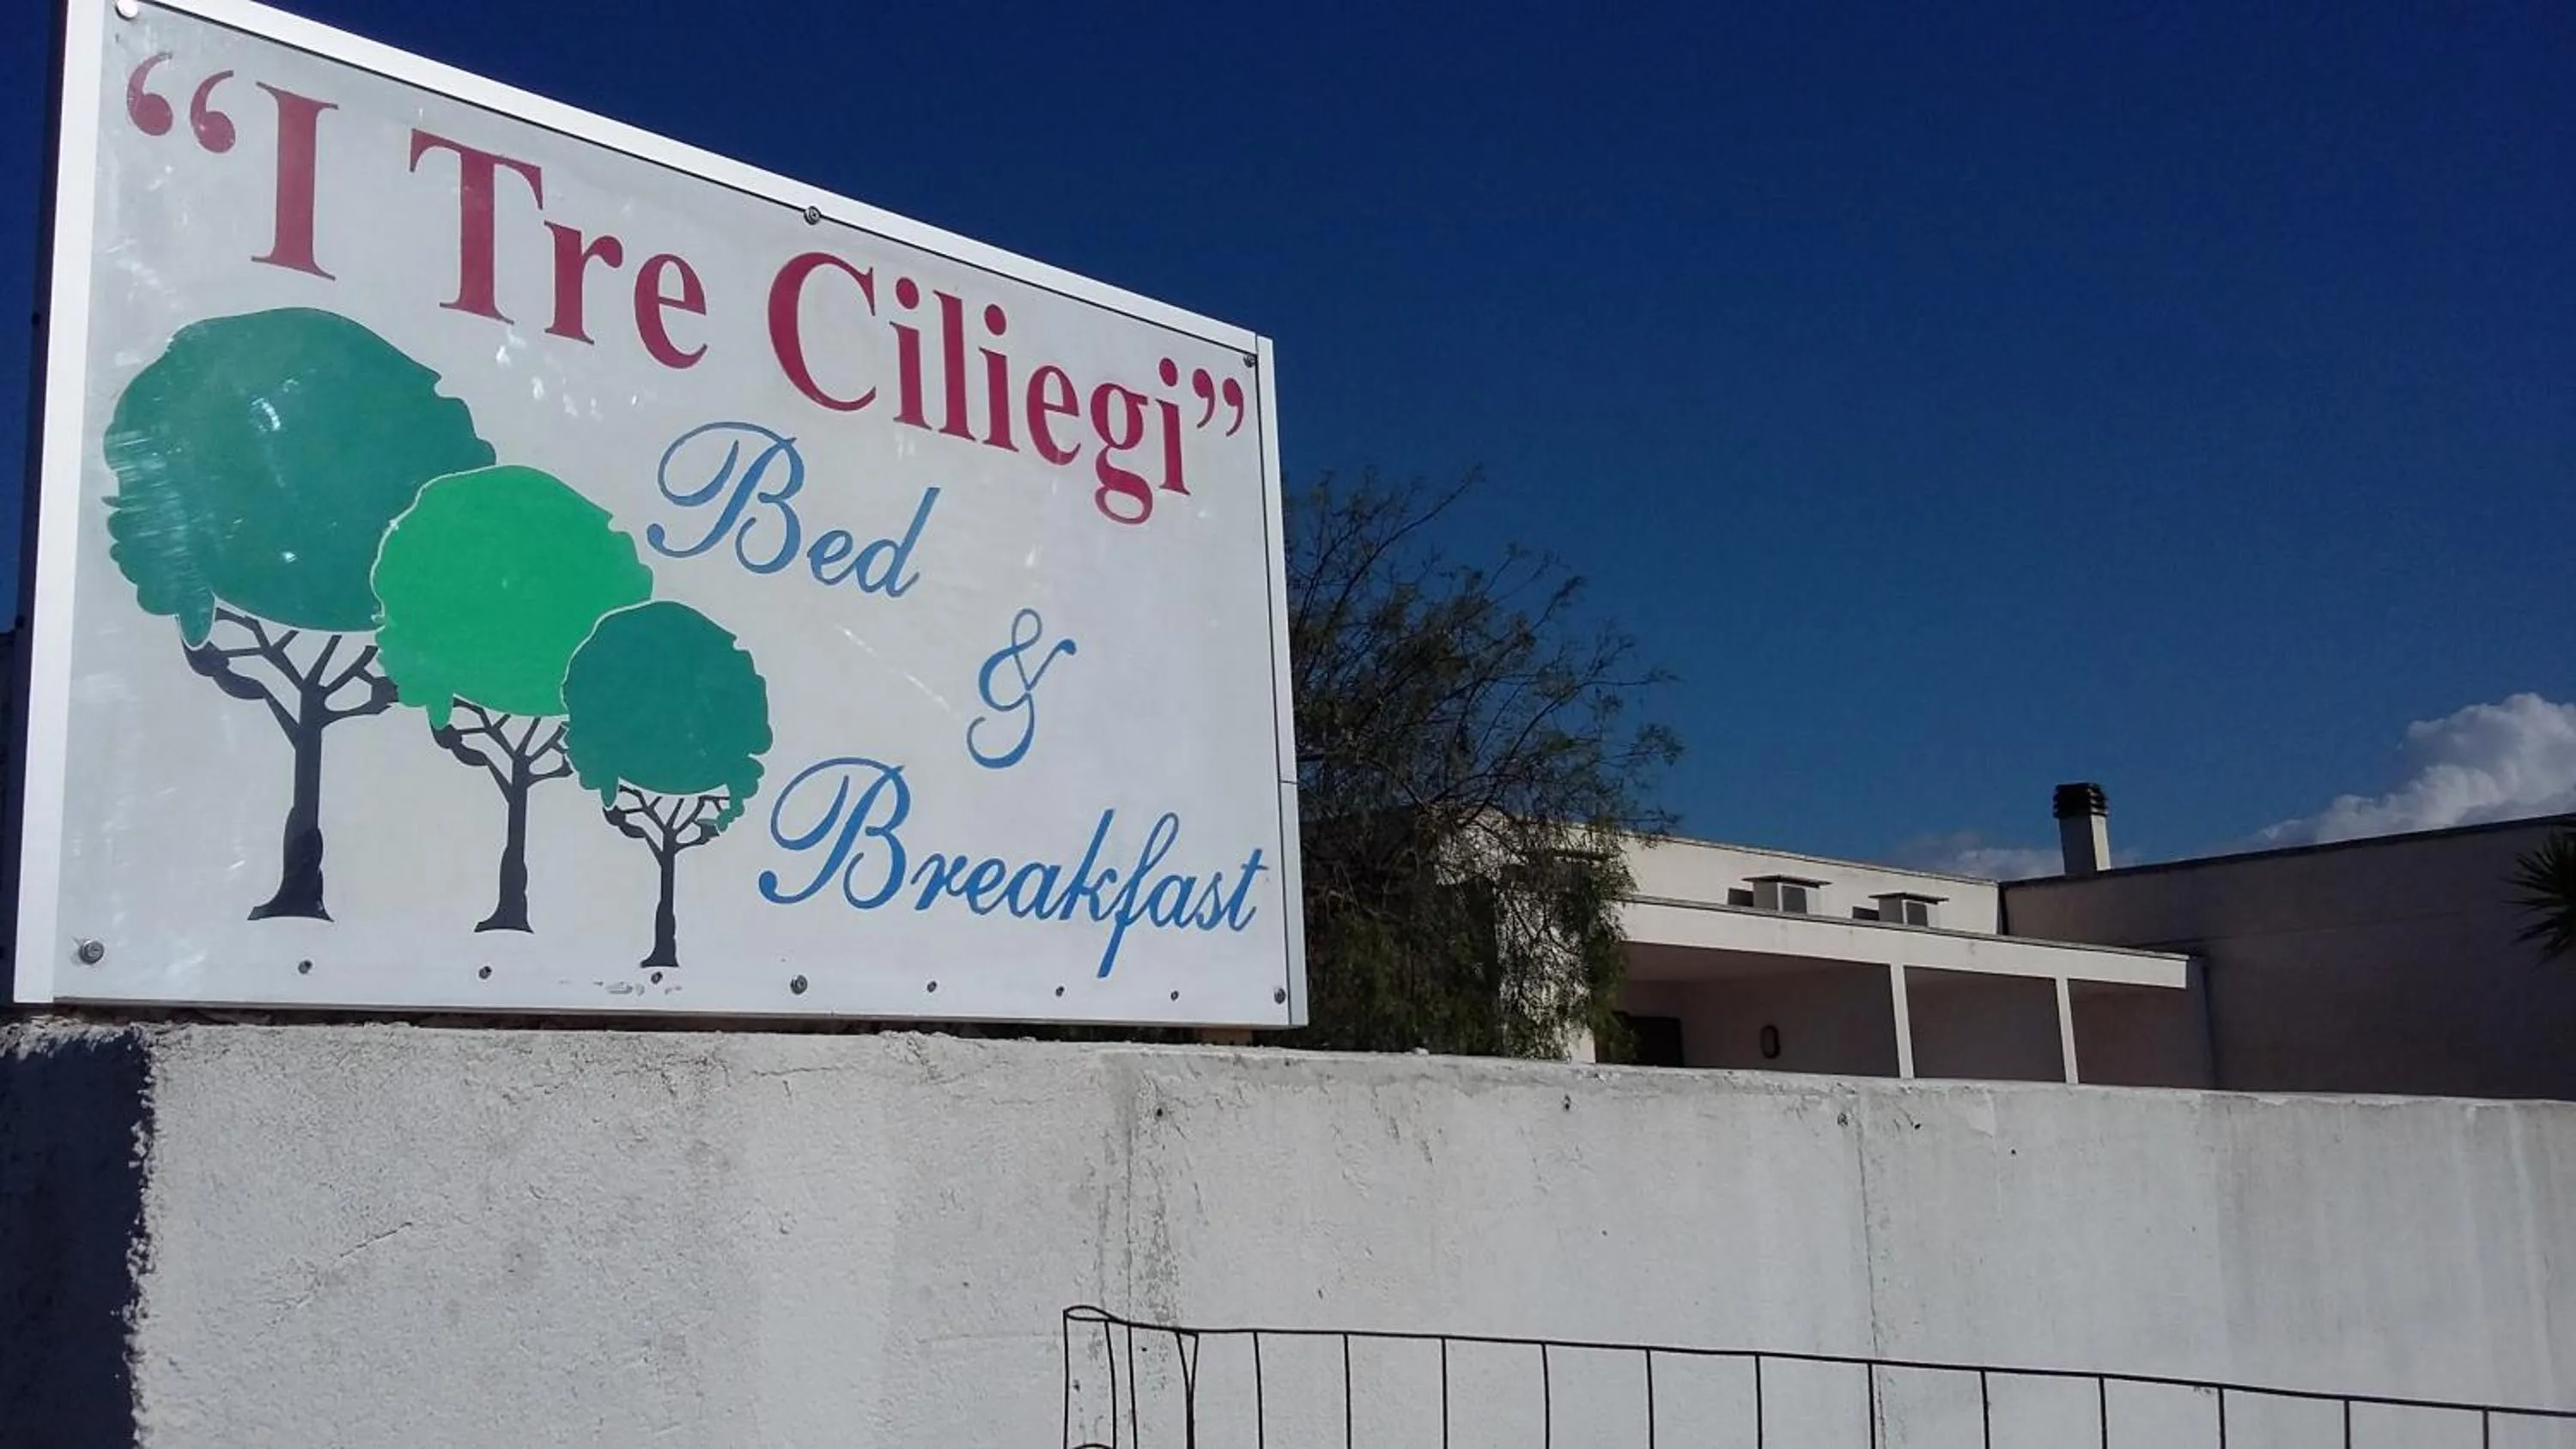 “I Tre Ciliegi”
Bed
&
Breakfast